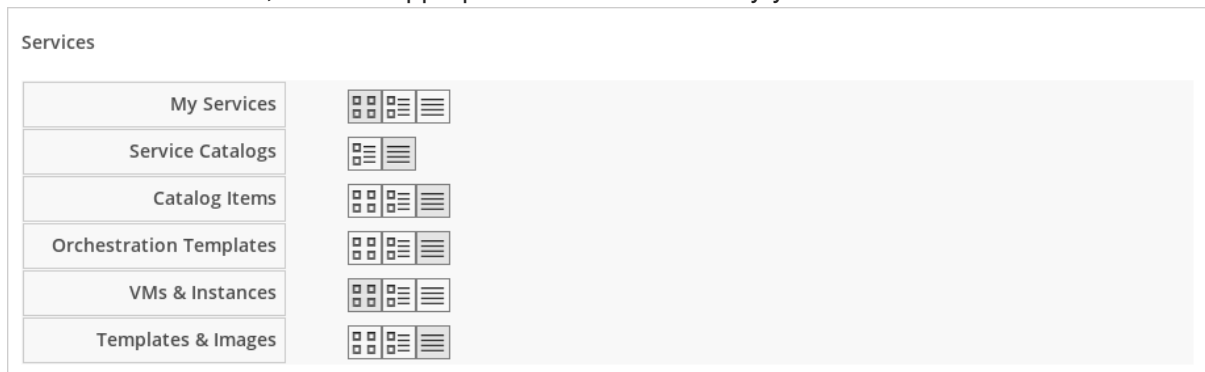 Services
My Services
Service Catalogs
Catalog Items
Orchestration Templates
VMs & Instances
Templates & Images